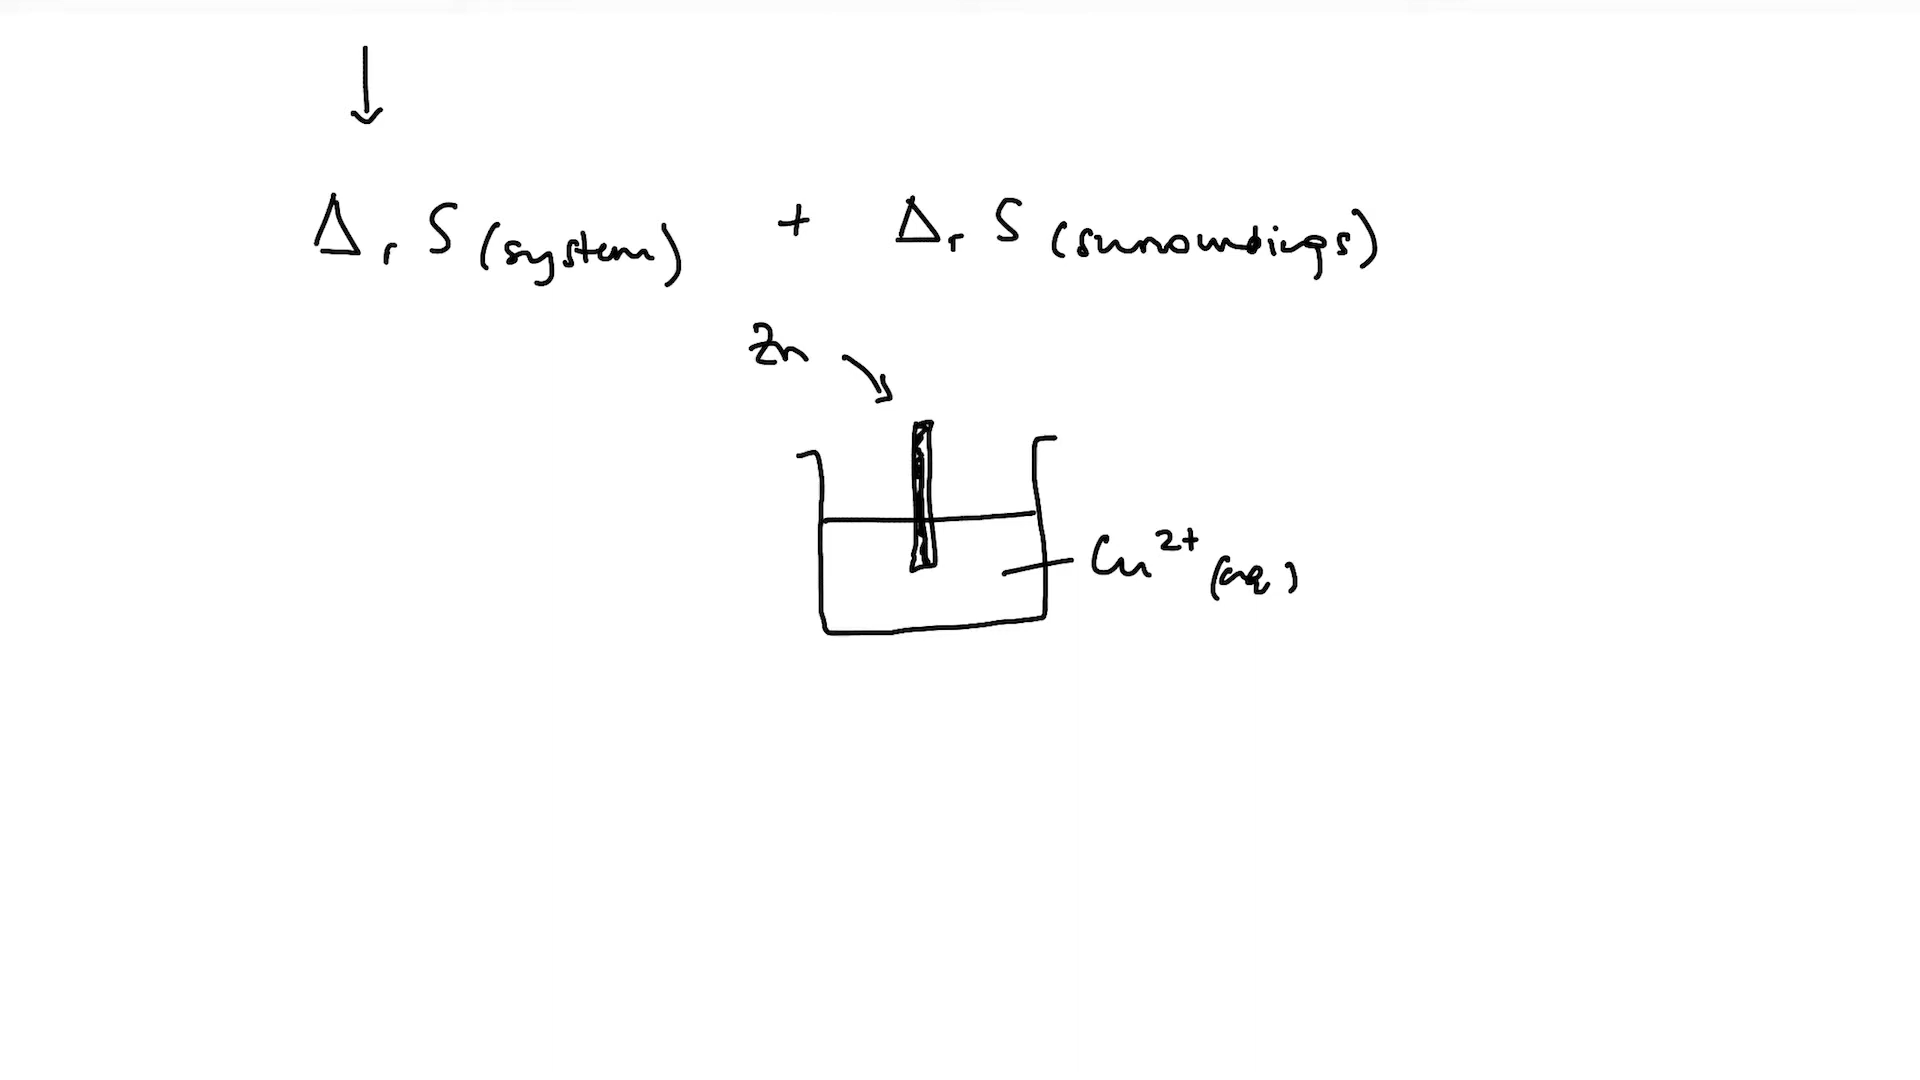 Δr S (system) + Δr S (surroundings)
Zn
Cu²⁺ (aq)